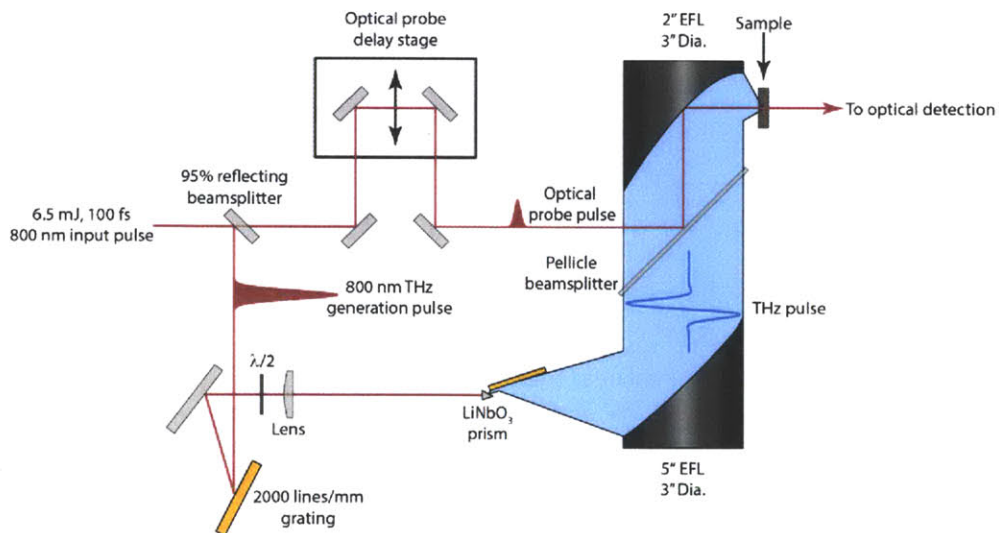 Optical probe
delay stage
2" EFL
3" Dia.
Sample
To optical detection
95% reflecting
beamsplitter
6.5 mJ, 100 fs
800 nm input pulse
Optical
probe pulse
Pellicle
beamsplitter
800 nm THz
generation pulse
THz pulse
λ/2
Lens
LiNbO₃
prism
5" EFL
3" Dia.
2000 lines/mm
grating